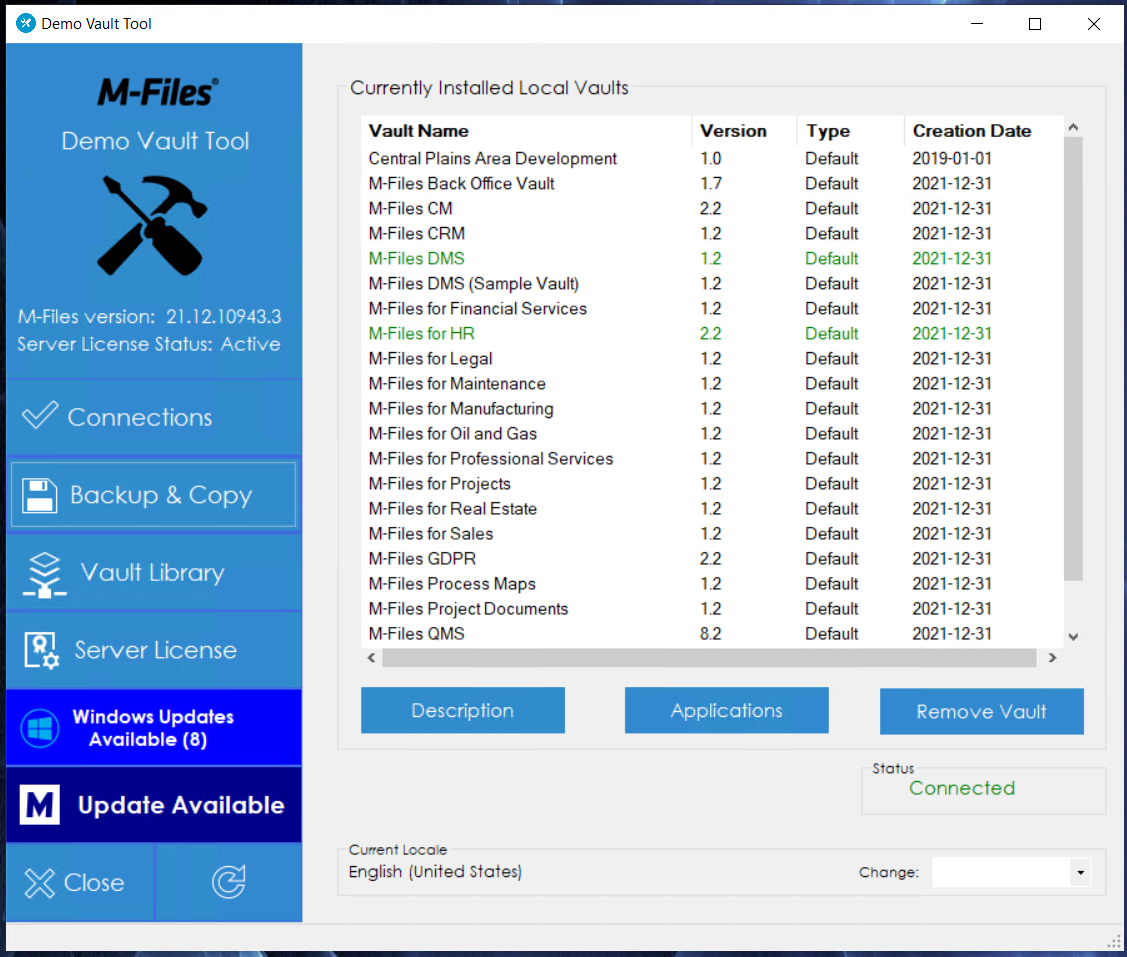 Demo Vault Tool
M-Files®
Demo Vault Tool
M-Files version: 21.12.10943.3
Server License Status: Active
Connections
Backup & Copy
Vault Library
Server License
Windows Updates
Available (8)
M Update Available
Close
Currently Installed Local Vaults
Vault Name Version Type Creation Date
Central Plains Area Development 1.0 Default 2019-01-01
M-Files Back Office Vault 1.7 Default 2021-12-31
M-Files CM 2.2 Default 2021-12-31
M-Files CRM 1.2 Default 2021-12-31
M-Files DMS 1.2 Default 2021-12-31
M-Files DMS (Sample Vault) 1.2 Default 2021-12-31
M-Files for Financial Services 1.2 Default 2021-12-31
M-Files for HR 2.2 Default 2021-12-31
M-Files for Legal 1.2 Default 2021-12-31
M-Files for Maintenance 1.2 Default 2021-12-31
M-Files for Manufacturing 1.2 Default 2021-12-31
M-Files for Oil and Gas 1.2 Default 2021-12-31
M-Files for Professional Services 1.2 Default 2021-12-31
M-Files for Projects 1.2 Default 2021-12-31
M-Files for Real Estate 1.2 Default 2021-12-31
M-Files for Sales 1.2 Default 2021-12-31
M-Files GDPR 2.2 Default 2021-12-31
M-Files Process Maps 1.2 Default 2021-12-31
M-Files Project Documents 1.2 Default 2021-12-31
M-Files QMS 8.2 Default 2021-12-31
Description Applications Remove Vault
Status
Connected
Current Locale
English (United States) Change: